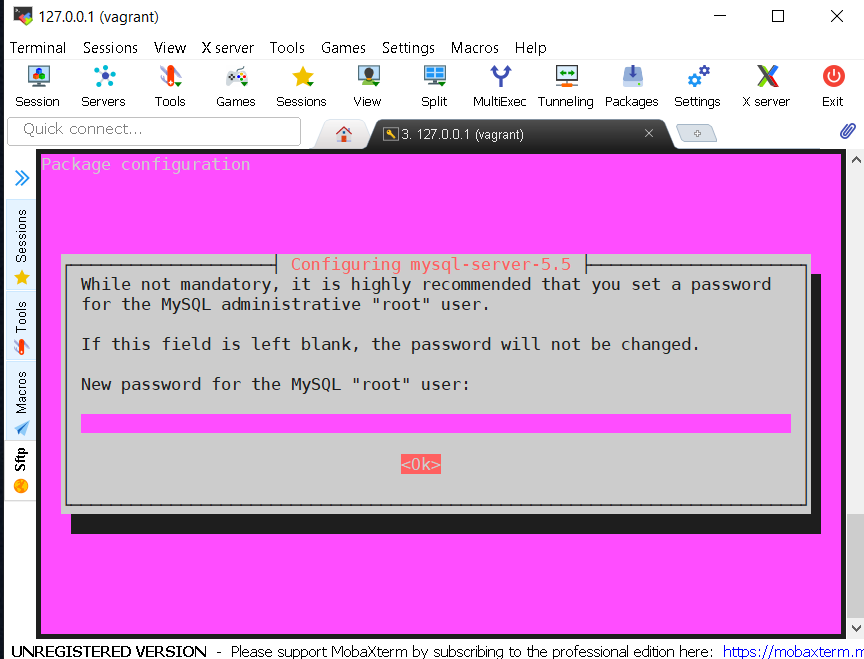 127.0.0.1 (vagrant)
Terminal Sessions View X server Tools Games Settings Macros Help
Session Servers Tools Games Sessions View Split MultiExec Tunneling Packages Settings X server Exit
Quick connect...
3. 127.0.0.1 (vagrant)
Sessions
Tools
Macros
Sftp
Package configuration
Configuring mysql-server-5.5
While not mandatory, it is highly recommended that you set a password
for the MySQL administrative "root" user.
If this field is left blank, the password will not be changed.
New password for the MySQL "root" user:
<Ok>
UNREGISTERED VERSION - Please support MobaXterm by subscribing to the professional edition here: https://mobaxterm.m